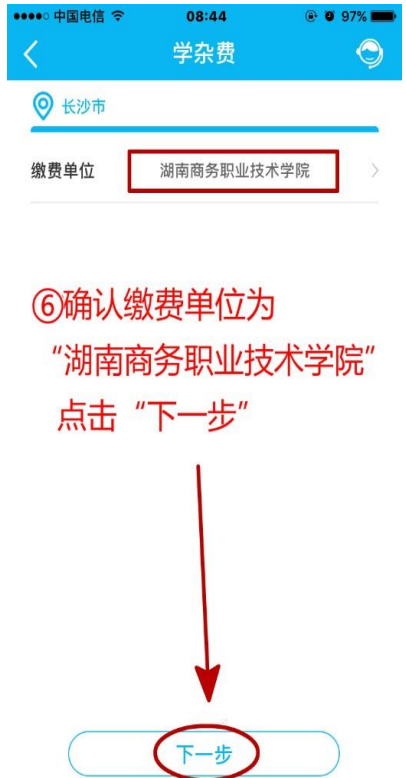 中国电信 08:44 97%
学杂费
长沙市
缴费单位 湖南商务职业技术学院
⑥确认缴费单位为
“湖南商务职业技术学院”
点击“下一步”
下一步